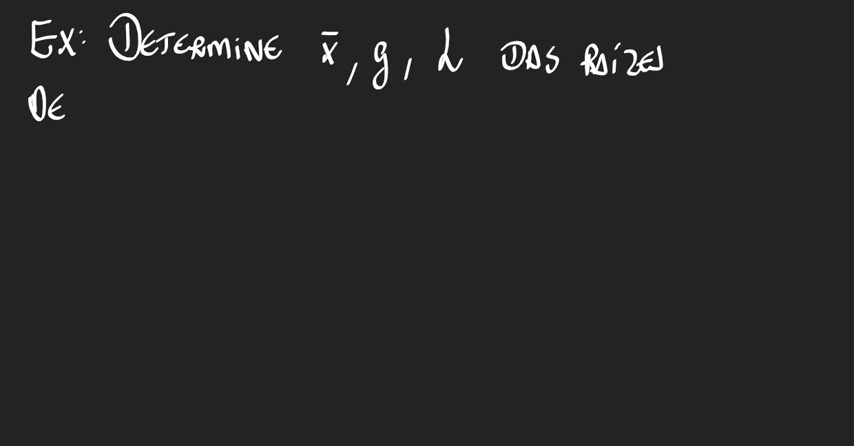 Ex: DETERMINE x̄, g, h DAS RAÍZES
DE